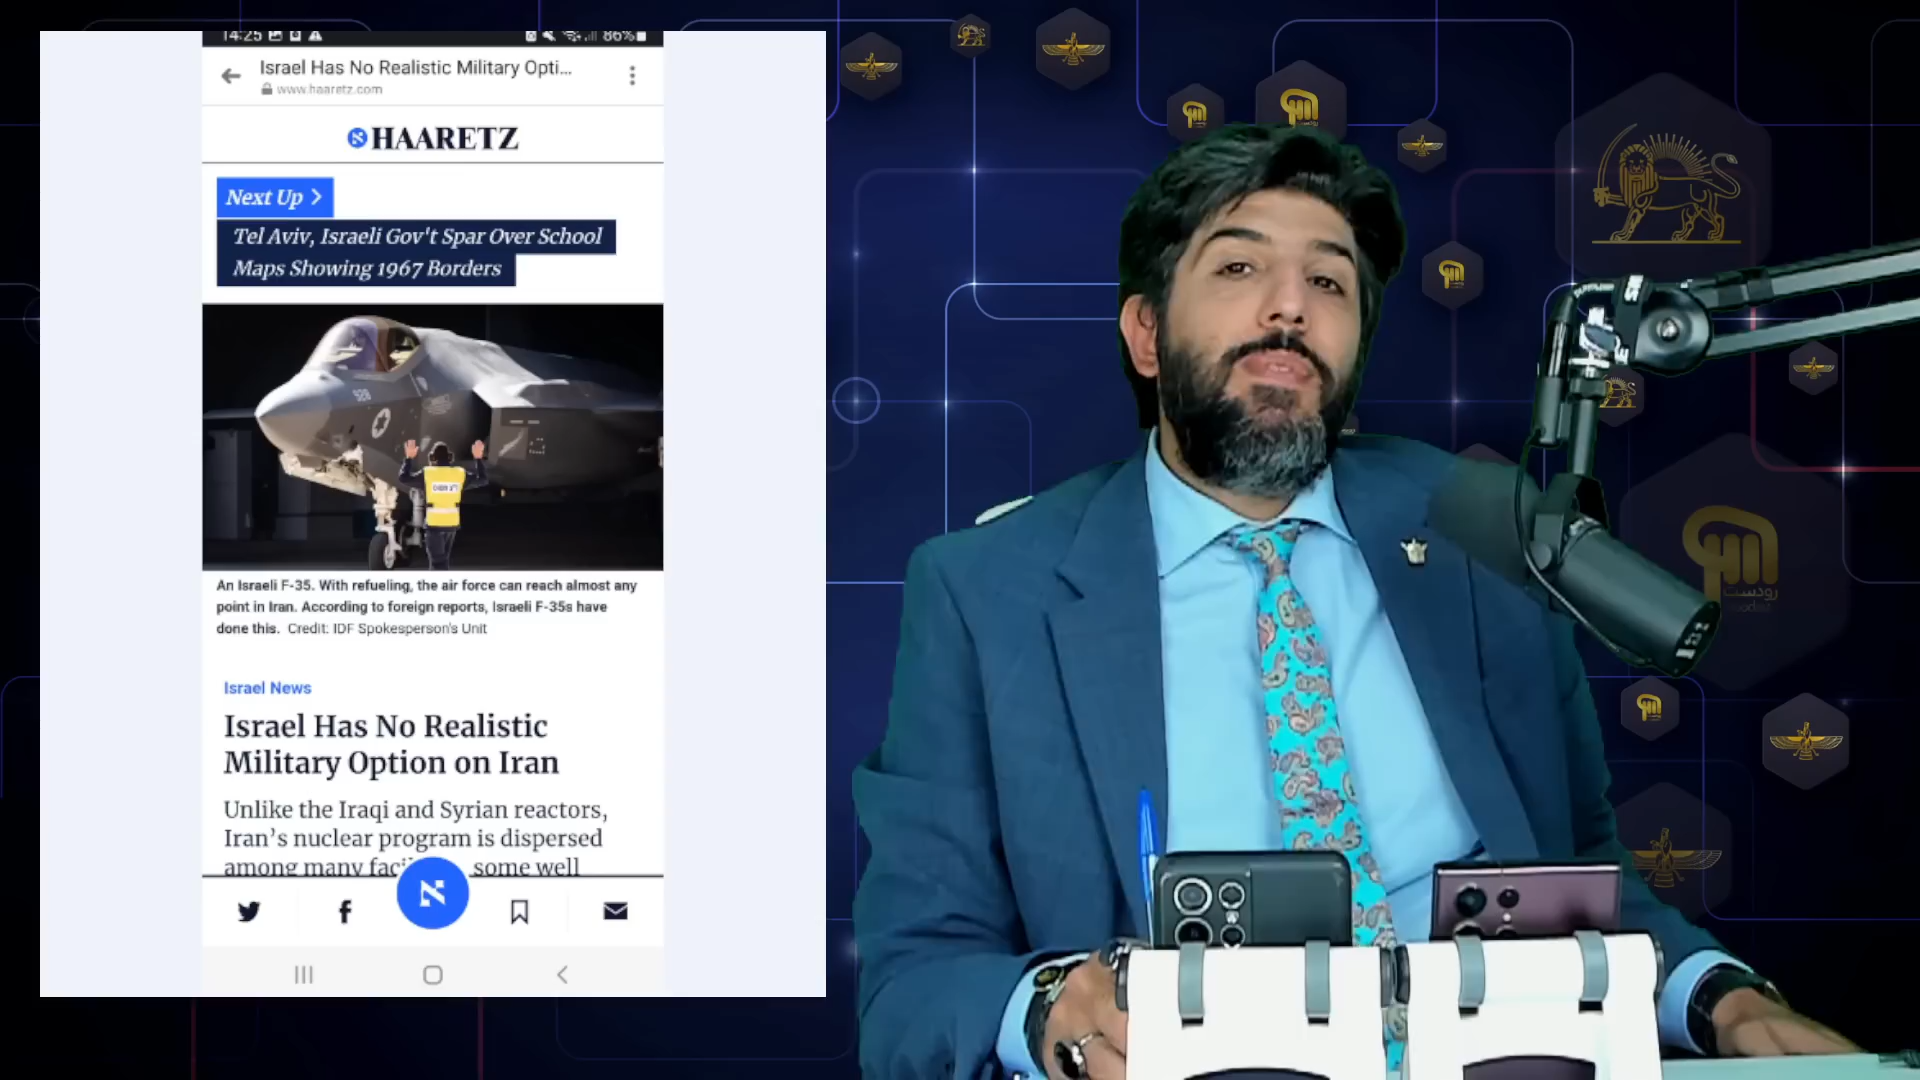 14:25
86%
Israel Has No Realistic Military Opti...
www.haaretz.com
HAARETZ
Next Up >
Tel Aviv, Israeli Gov't Spar Over School
Maps Showing 1967 Borders
An Israeli F-35. With refueling, the air force can reach almost any
point in Iran. According to foreign reports, Israeli F-35s have
done this. Credit: IDF Spokesperson's Unit
Israel News
Israel Has No Realistic
Military Option on Iran
Unlike the Iraqi and Syrian reactors,
Iran's nuclear program is dispersed
among many some well
رودست